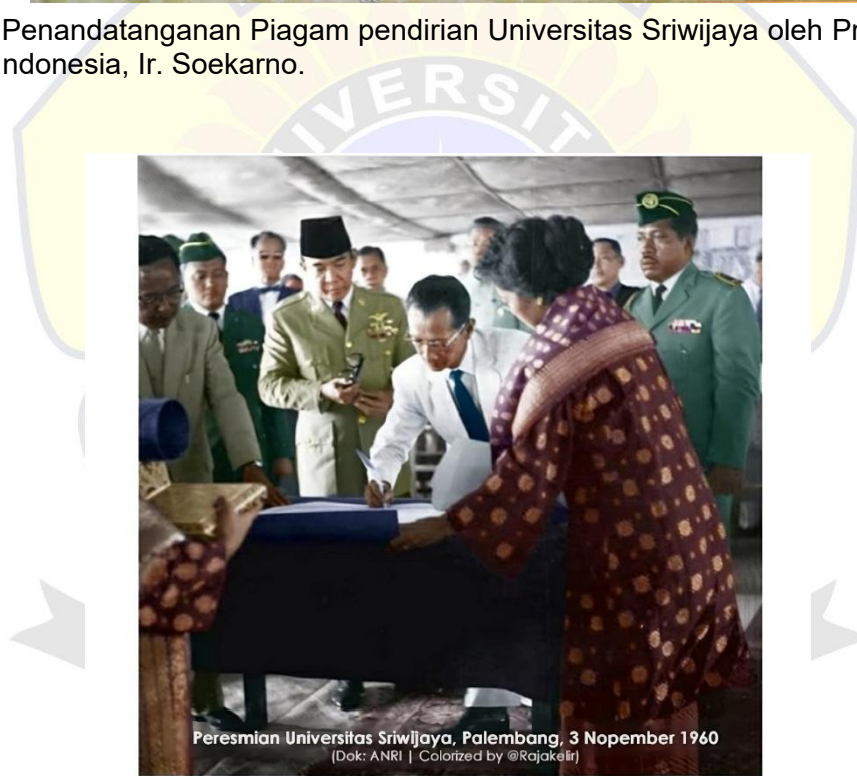 Penandatanganan Piagam pendirian Universitas Sriwijaya oleh Pr
ndonesia, Ir. Soekarno.
VERSIT
Peresmian Universitas Sriwijaya, Palembang, 3 Nopember 1960
(Dok: ANRI | Colorized by @Rajakelir)